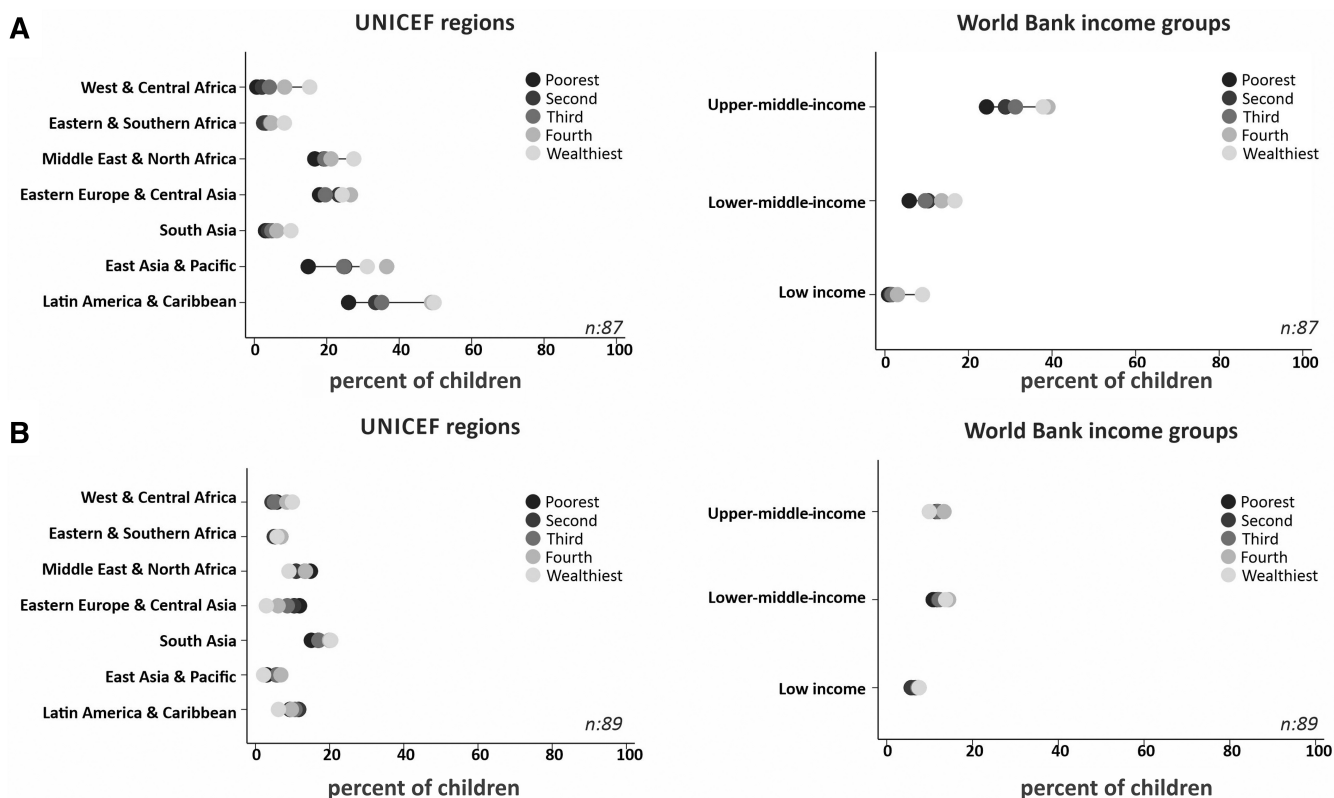 A
UNICEF regions
West & Central Africa
Eastern & Southern Africa
Middle East & North Africa
Eastern Europe & Central Asia
South Asia
East Asia & Pacific
Latin America & Caribbean
Poorest
Second
Third
Fourth
Wealthiest
n:87
0 20 40 60 80 100
percent of children
World Bank income groups
Upper-middle-income
Lower-middle-income
Low income
Poorest
Second
Third
Fourth
Wealthiest
n:87
0 20 40 60 80 100
percent of children
B
UNICEF regions
West & Central Africa
Eastern & Southern Africa
Middle East & North Africa
Eastern Europe & Central Asia
South Asia
East Asia & Pacific
Latin America & Caribbean
Poorest
Second
Third
Fourth
Wealthiest
n:89
0 20 40 60 80 100
percent of children
World Bank income groups
Upper-middle-income
Lower-middle-income
Low income
Poorest
Second
Third
Fourth
Wealthiest
n:89
0 20 40 60 80 100
percent of children